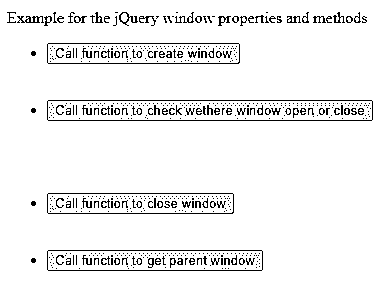 Example for the jQuery window properties and methods
Call function to create window
Call function to check wethere window open or close
Call function to close window
Call function to get parent window